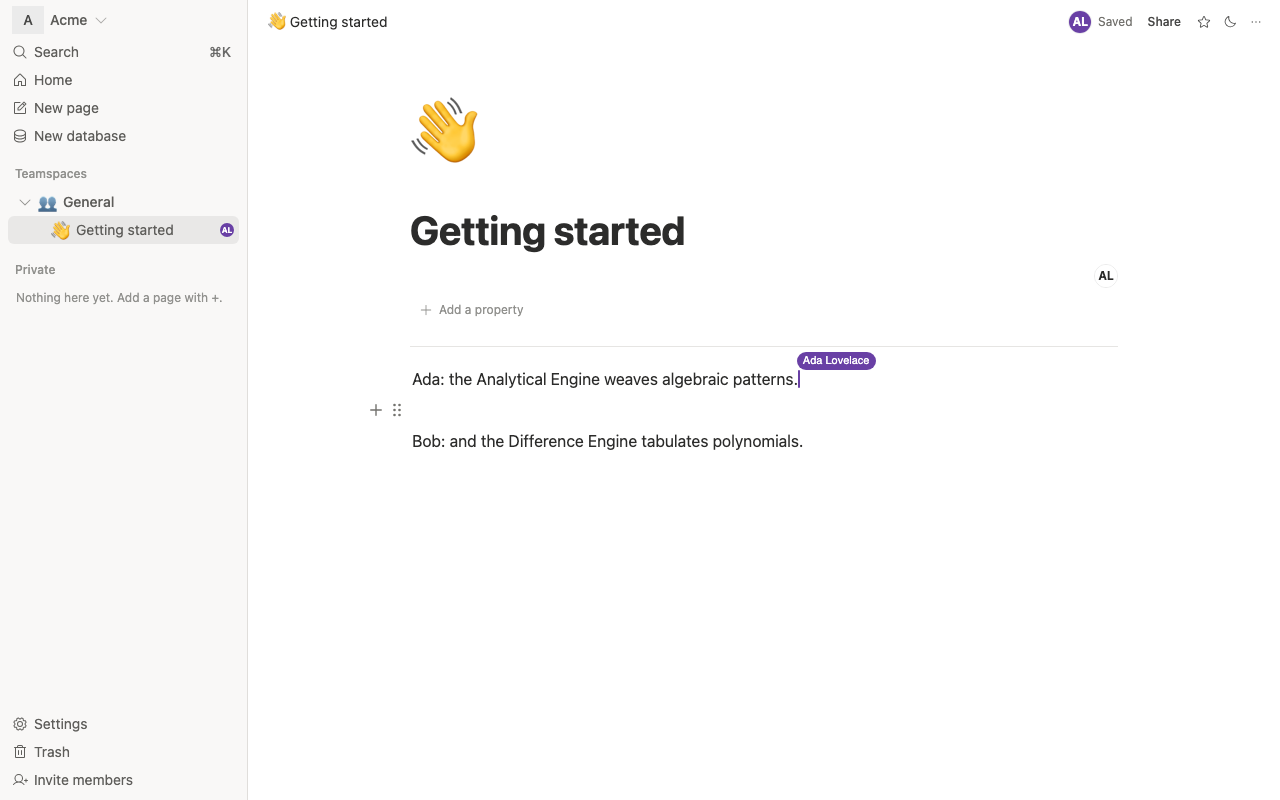 A Acme
Search ⌘K
Home
New page
New database
Teamspaces
General
Getting started AL
Private
Nothing here yet. Add a page with +.
Settings
Trash
Invite members
Getting started
AL Saved Share
Getting started
AL
Add a property
Ada Lovelace
Ada: the Analytical Engine weaves algebraic patterns.
Bob: and the Difference Engine tabulates polynomials.